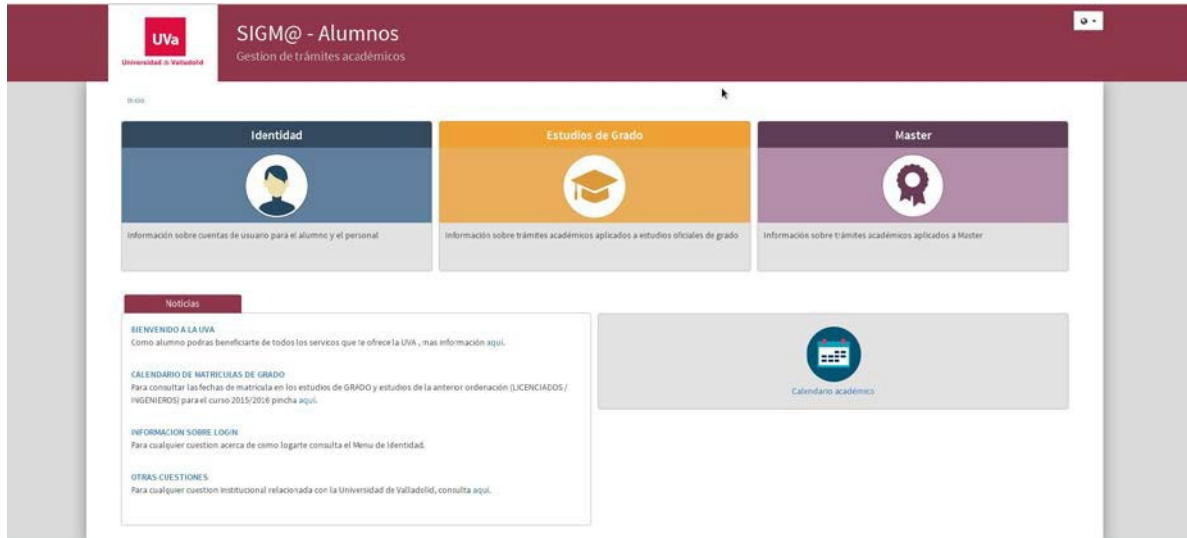 UVa
Universidad de Valladolid
SIGM@ - Alumnos
Gestion de trámites académicos
Inicio
Identidad
Información sobre cuentas de usuario para el alumno y el personal
Estudios de Grado
Información sobre trámites académicos aplicados a estudios oficiales de grado
Master
Información sobre trámites académicos aplicados a Master
Noticias
BIENVENIDO A LA UVA
Como alumno podras beneficiarte de todos los servicos que te ofrece la UVA , mas información aquí.
CALENDARIO DE MATRICULAS DE GRADO
Para consultar las fechas de matricula en los estudios de GRADO y estudios de la anterior ordenación (LICENCIADOS /
INGENIEROS) para el curso 2015/2016 pincha aquí.
INFORMACION SOBRE LOGIN
Para cualquier cuestion acerca de como logarte consulta el Menu de Identidad.
OTRAS CUESTIONES
Para cualquier cuestion institucional relacionada con la Universidad de Valladolid, consulta aquí.
Calendario académico